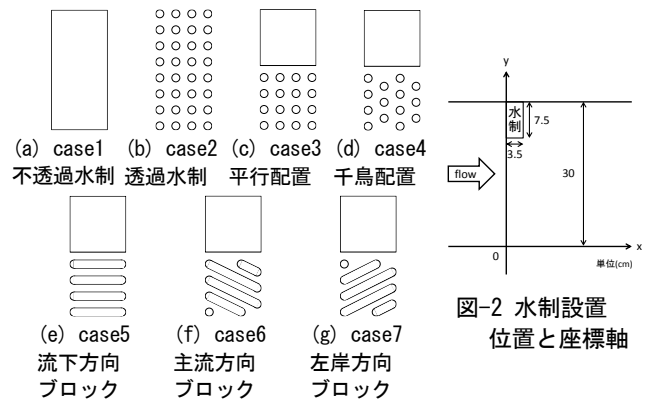 (a) case1
不透過水制
(b) case2
透過水制
(c) case3
平行配置
(d) case4
千鳥配置
(e) case5
流下方向
ブロック
(f) case6
主流方向
ブロック
(g) case7
左岸方向
ブロック
y
水制
7.5
3.5
flow
30
x
0
単位(cm)
図-2 水制設置
位置と座標軸